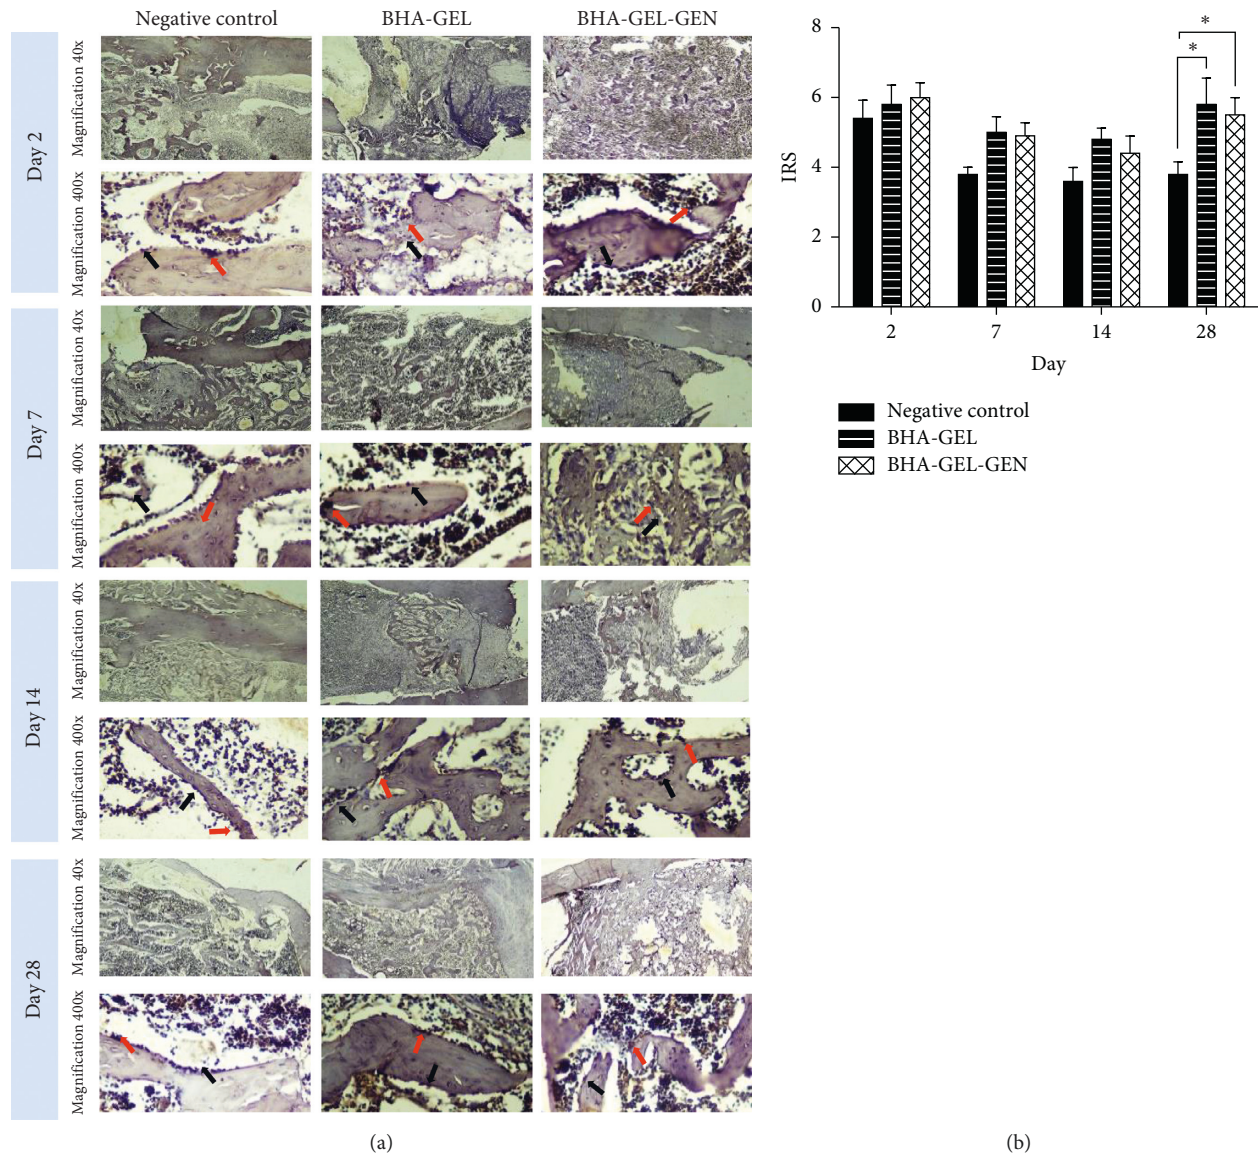 Negative control BHA-GEL BHA-GEL-GEN
Day 2
Magnification 40x
Magnification 400x
Day 7
Magnification 40x
Magnification 400x
Day 14
Magnification 40x
Magnification 400x
Day 28
Magnification 40x
Magnification 400x
(a)
8
6
4
2
0
IRS
* *
2 7 14 28
Day
Negative control
BHA-GEL
BHA-GEL-GEN
(b)